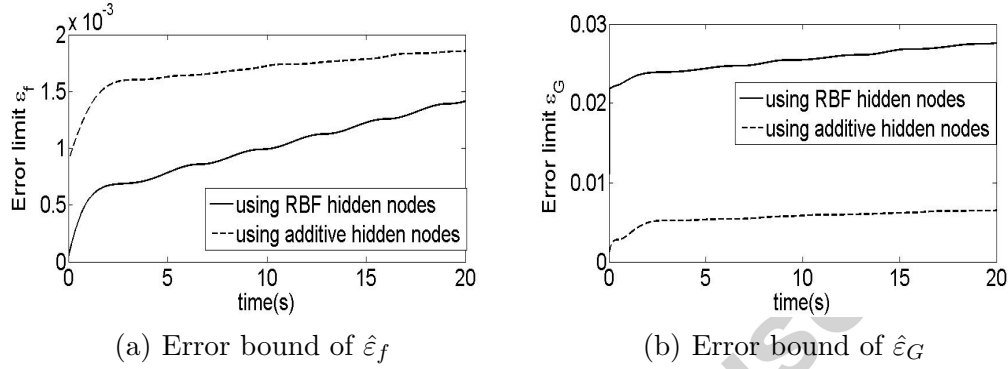 × 10⁻³
2
1.5
1
0.5
0
Error limit ε_f
using RBF hidden nodes
using additive hidden nodes
0 5 10 15 20
time(s)
(a) Error bound of ε̂_f
0.03
0.02
0.01
0
Error limit ε_G
using RBF hidden nodes
using additive hidden nodes
0 5 10 15 20
time(s)
(b) Error bound of ε̂_G